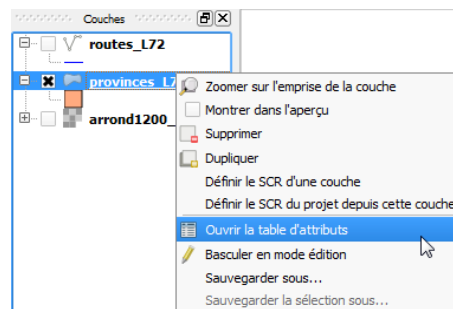 Couches
routes_L72
provinces_L7
Zoomer sur l'emprise de la couche
Montrer dans l'aperçu
arrond1200_
Supprimer
Dupliquer
Définir le SCR d'une couche
Définir le SCR du projet depuis cette couche
Ouvrir la table d'attributs
Basculer en mode édition
Sauvegarder sous...
Sauvegarder la sélection sous...